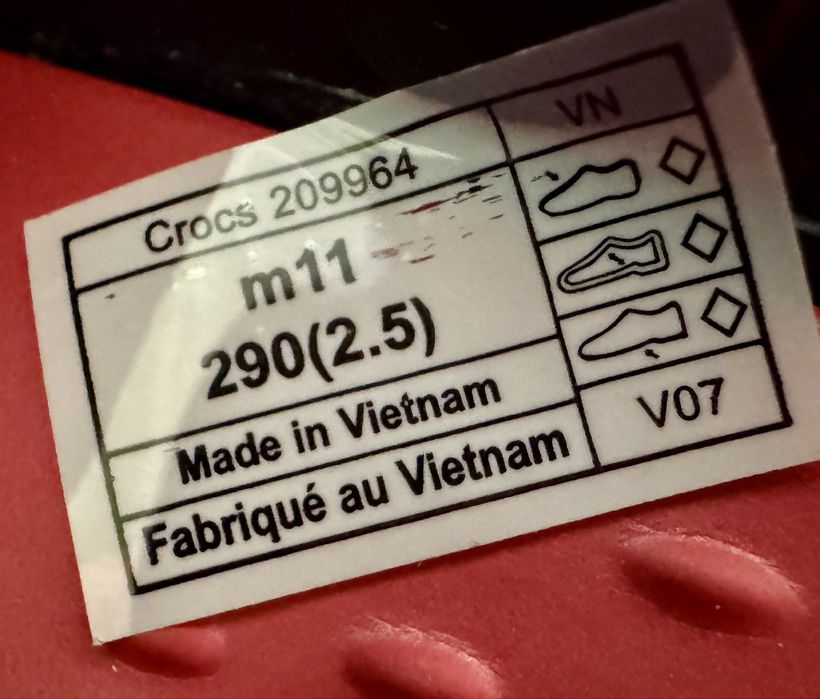 Crocs 209964
VN
m11
290(2.5)
Made in Vietnam
Fabriqué au Vietnam
V07